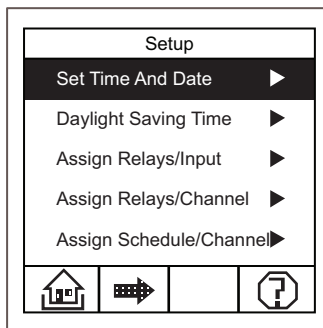 Setup
Set Time And Date
Daylight Saving Time
Assign Relays/Input
Assign Relays/Channel
Assign Schedule/Channel
?